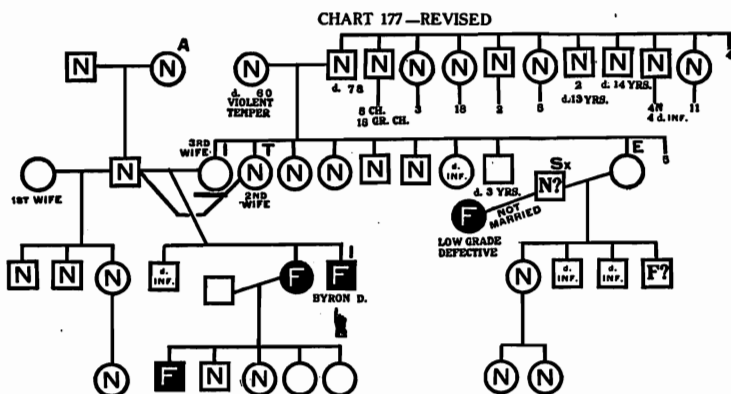 CHART 177—REVISED
A
N N N N N N N N N N N N
d. 60
VIOLENT
TEMPER
d. 78
8 CH.
18 GR. CH.
3
18
2
8
2
d.13 YRS.
d. 14 YRS.
4N
4 d. INF.
11
3RD
WIFE
I
T
E
6
N
N
N
N
N
N
d.
INF.
d. 3 YRS.
Sx
N?
1ST WIFE
2ND
WIFE
F
NOT
MARRIED
LOW GRADE
DEFECTIVE
N
N
N
d.
INF.
F
F
I
BYRON D.
N
d.
INF.
d.
INF.
F?
N
F
N
N
N
N